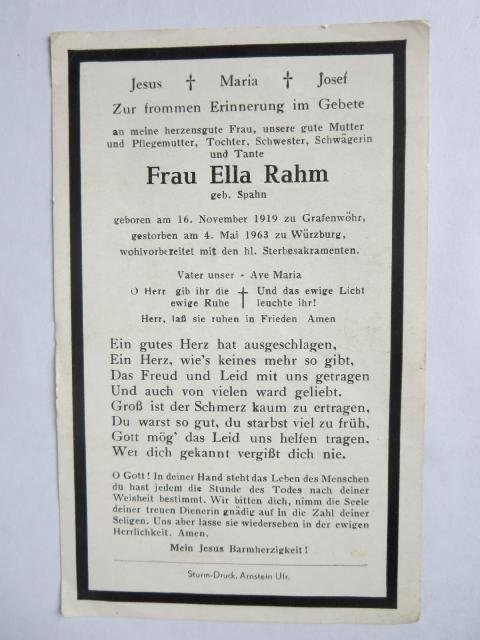 Jesus † Maria † Josef
Zur frommen Erinnerung im Gebete
an meine herzensgute Frau, unsere gute Mutter
und Pflegemutter, Tochter, Schwester, Schwägerin
und Tante
Frau Ella Rahm
geb. Spahn
geboren am 16. November 1919 zu Grafenwöhr,
gestorben am 4. Mai 1963 zu Würzburg,
wohlvorbereitet mit den hl. Sterbesakramenten.
Vater unser - Ave Maria
O Herr gib ihr die † Und das ewige Licht
ewige Ruhe leuchte ihr!
Herr, laß sie ruhen in Frieden Amen
Ein gutes Herz hat ausgeschlagen,
Ein Herz, wie's keines mehr so gibt,
Das Freud und Leid mit uns getragen
Und auch von vielen ward geliebt.
Groß ist der Schmerz kaum zu ertragen,
Du warst so gut, du starbst viel zu früh,
Gott mög' das Leid uns helfen tragen,
Wer dich gekannt vergißt dich nie.
O Gott! In deiner Hand steht das Leben des Menschen
du hast jedem die Stunde des Todes nach deiner
Weisheit bestimmt. Wir bitten dich, nimm die Seele
deiner treuen Dienerin gnädig auf in die Zahl deiner
Seligen. Uns aber lasse sie wiedersehen in der ewigen
Herrlichkeit. Amen.
Mein Jesus Barmherzigkeit!
Sturm-Druck, Arnstein Ufr.